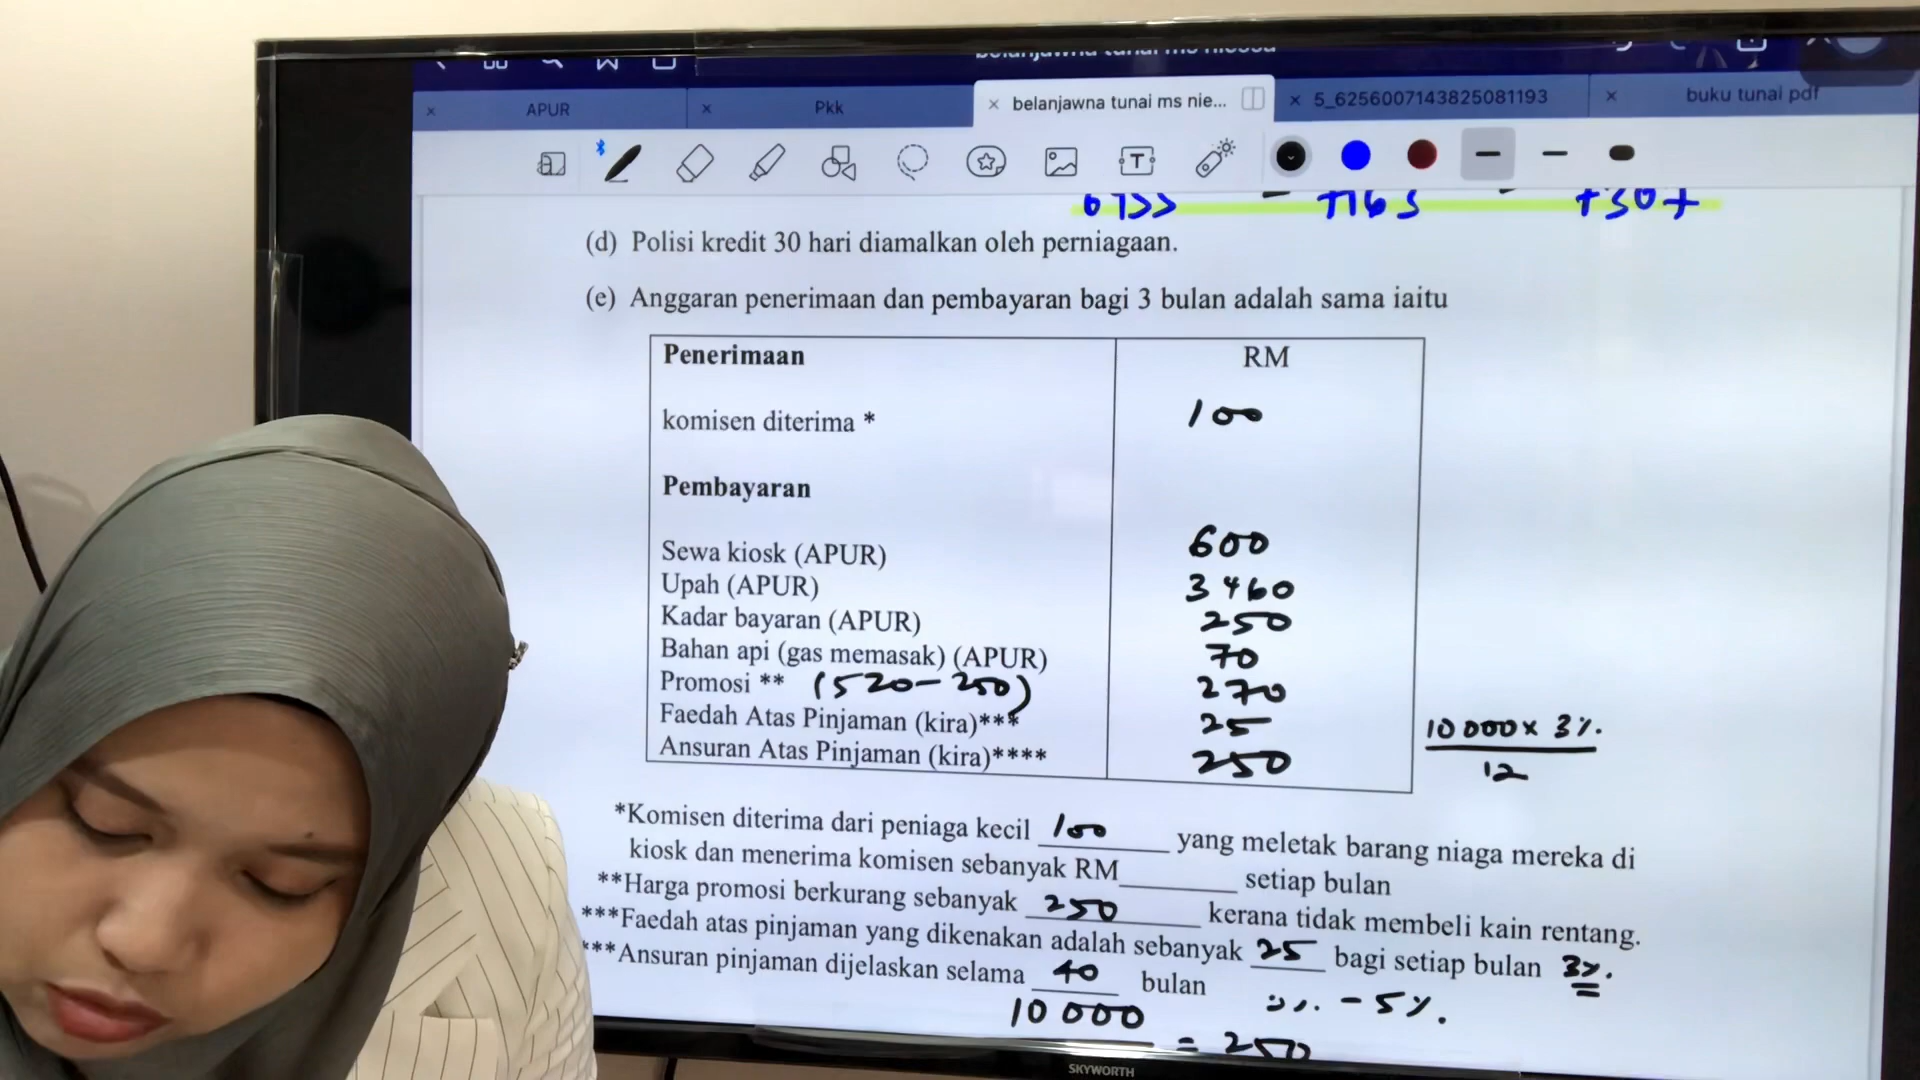 APUR
Pkk
belanjawna tunai ms nie...
5_6256007143825081193
buku tunai pdf
T
(d) Polisi kredit 30 hari diamalkan oleh perniagaan.
(e) Anggaran penerimaan dan pembayaran bagi 3 bulan adalah sama iaitu
Penerimaan RM
komisen diterima * 100
Pembayaran
Sewa kiosk (APUR) 600
Upah (APUR) 3460
Kadar bayaran (APUR) 250
Bahan api (gas memasak) (APUR) 70
Promosi ** (520-250) 270
Faedah Atas Pinjaman (kira)*** 25 10000 x 3%
Ansuran Atas Pinjaman (kira)**** 250 12
*Komisen diterima dari peniaga kecil 100 yang meletak barang niaga mereka di
kiosk dan menerima komisen sebanyak RM________ setiap bulan
**Harga promosi berkurang sebanyak 250 kerana tidak membeli kain rentang.
***Faedah atas pinjaman yang dikenakan adalah sebanyak 25 bagi setiap bulan 3%.
***Ansuran pinjaman dijelaskan selama 40 bulan
- 5%.
10 000 = 250
SKYWORTH